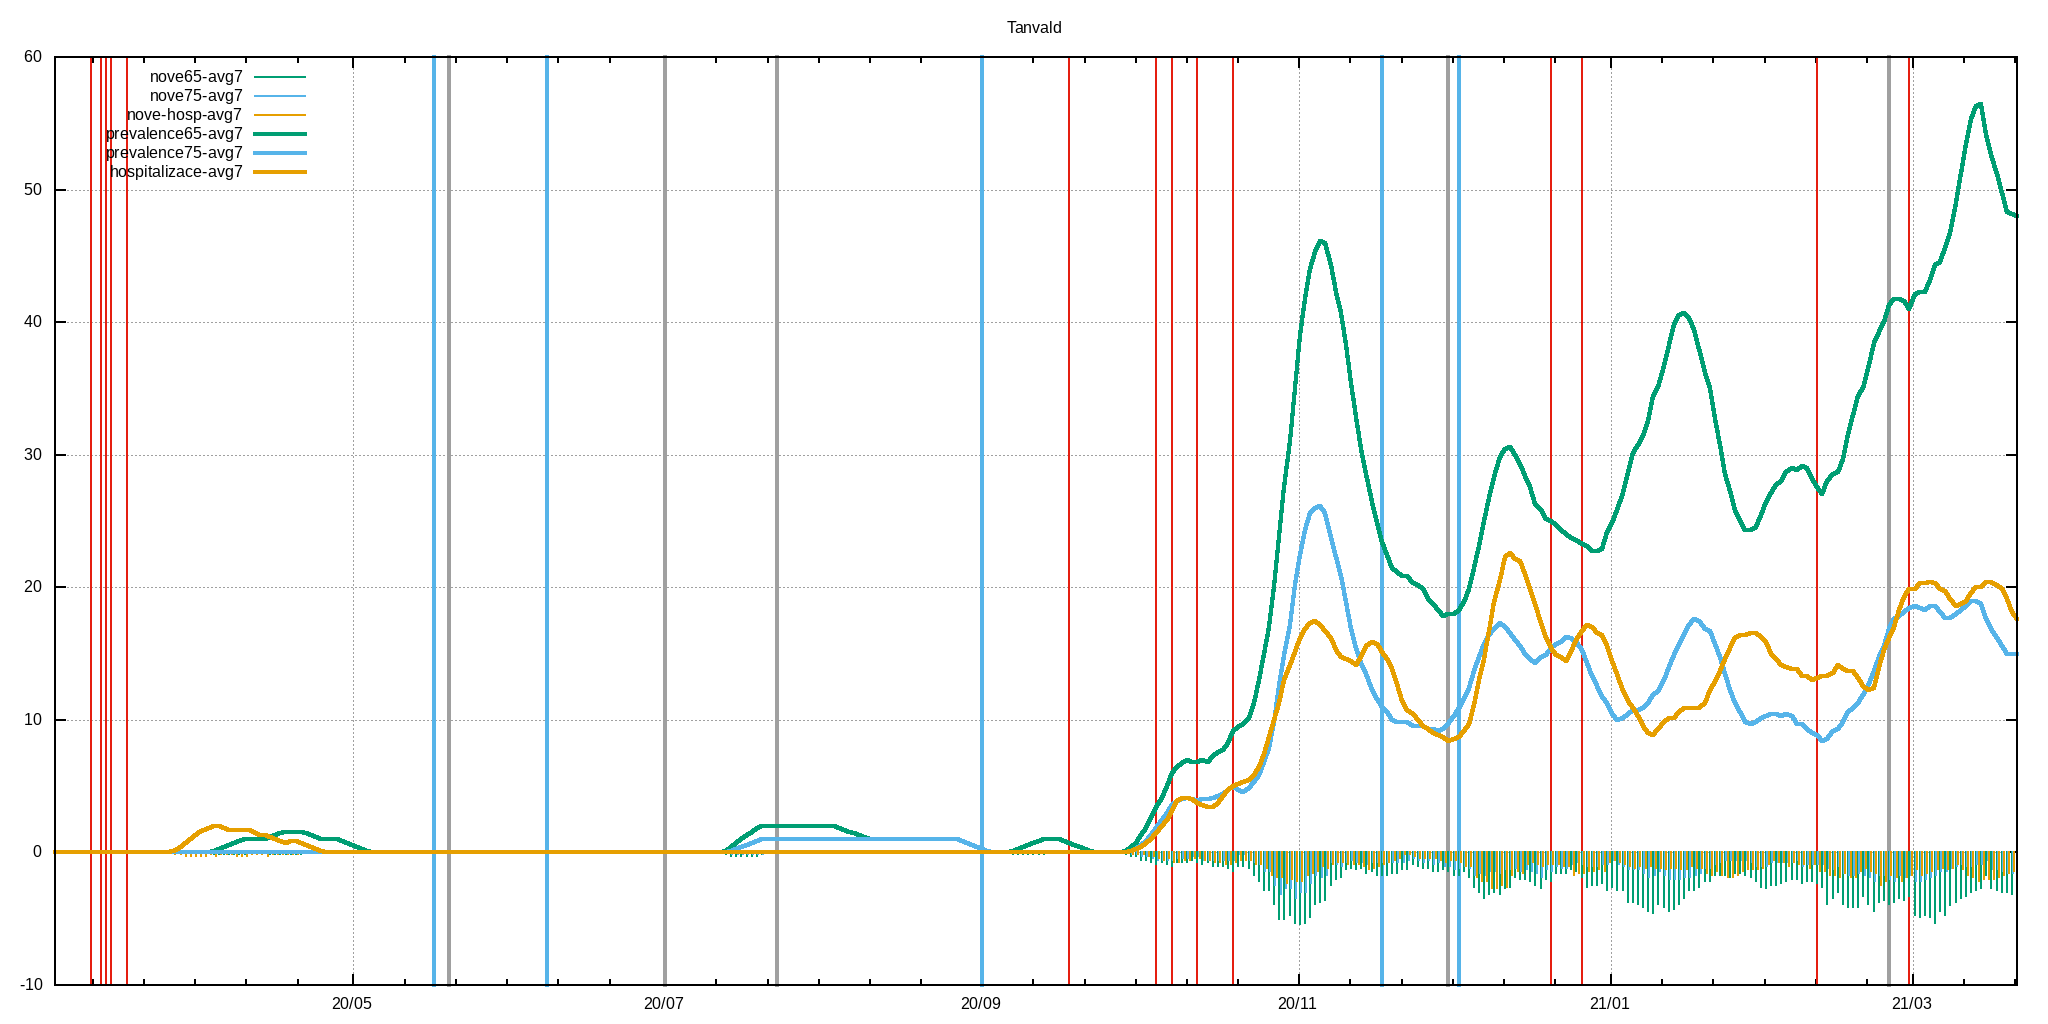 Tanvald
60
nove65-avg7
nove75-avg7
nove-hosp-avg7
prevalence65-avg7
prevalence75-avg7
hospitalizace-avg7
50
40
30
20
10
0
-10
20/05 20/07 20/09 20/11 21/01 21/03